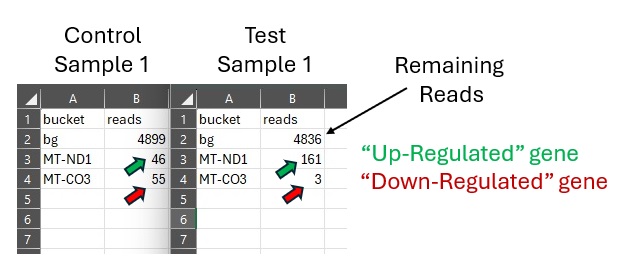 Control
Sample 1
Test
Sample 1
Remaining
Reads
A B A B
1 bucket reads 1 bucket reads
2 bg 4899 2 bg 4836
3 MT-ND1 46 3 MT-ND1 161
4 MT-CO3 55 4 MT-CO3 3
5 5
6 6
7 7
“Up-Regulated” gene
“Down-Regulated” gene